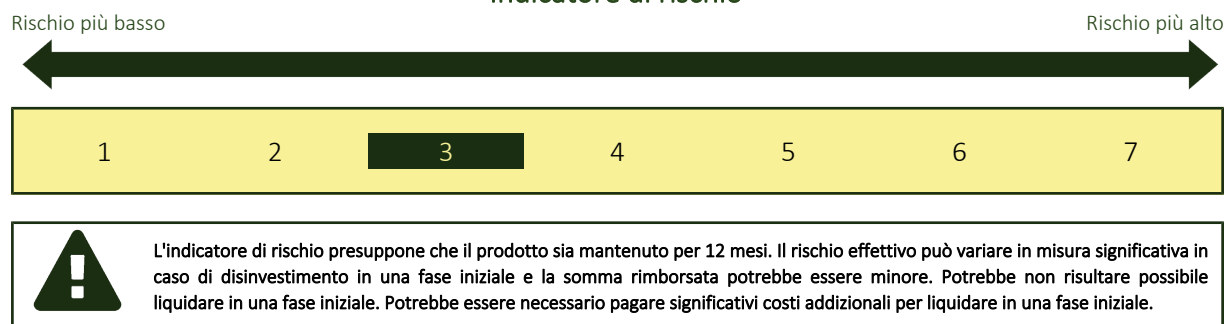 Indicatore di rischio
Rischio più basso
Rischio più alto
1 2 3 4 5 6 7
L'indicatore di rischio presuppone che il prodotto sia mantenuto per 12 mesi. Il rischio effettivo può variare in misura significativa in
caso di disinvestimento in una fase iniziale e la somma rimborsata potrebbe essere minore. Potrebbe non risultare possibile
liquidare in una fase iniziale. Potrebbe essere necessario pagare significativi costi addizionali per liquidare in una fase iniziale.